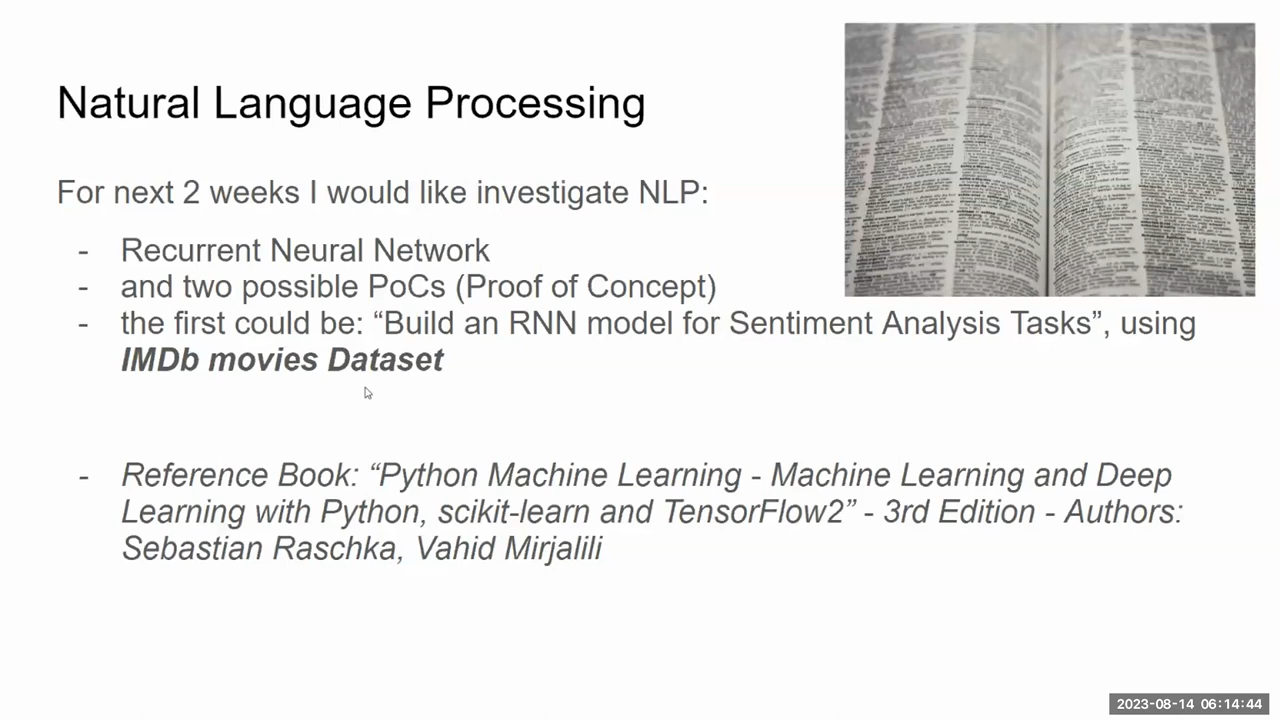 Natural Language Processing
For next 2 weeks I would like investigate NLP:
- Recurrent Neural Network
- and two possible PoCs (Proof of Concept)
- the first could be: “Build an RNN model for Sentiment Analysis Tasks”, using
IMDb movies Dataset
- Reference Book: “Python Machine Learning - Machine Learning and Deep
Learning with Python, scikit-learn and TensorFlow2” - 3rd Edition - Authors:
Sebastian Raschka, Vahid Mirjalili
2023-08-14 06:14:44